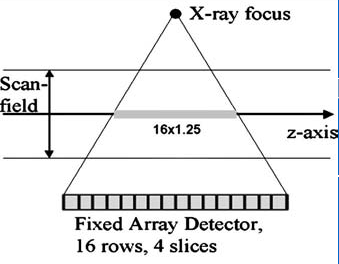 X-ray focus
Scan-
field
16x1.25
z-axis
Fixed Array Detector,
16 rows, 4 slices